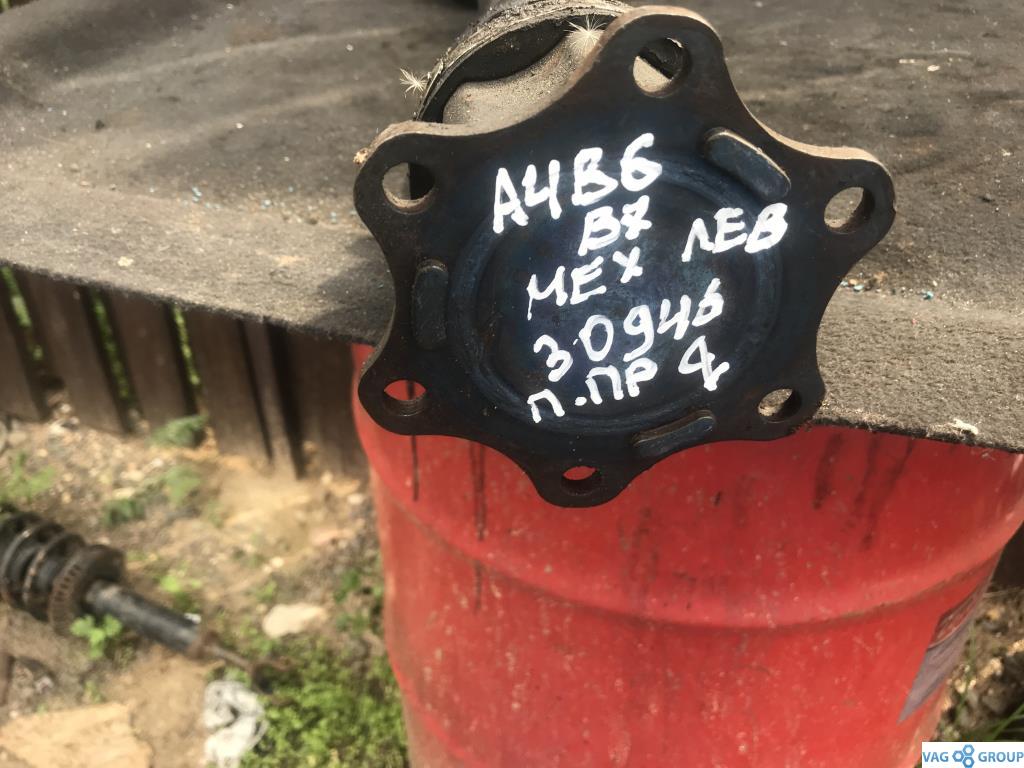 А4В6
В7
МЕХ ЛЕВ
30946
П.ПР 4
VAG GROUP